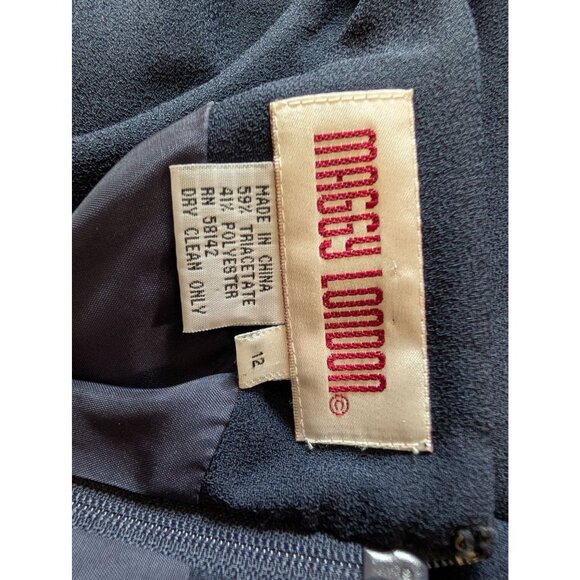 MAGGY LONDON©
MADE IN CHINA
59% TRIACETATE
41% POLYESTER
RN 58142
DRY CLEAN ONLY
12